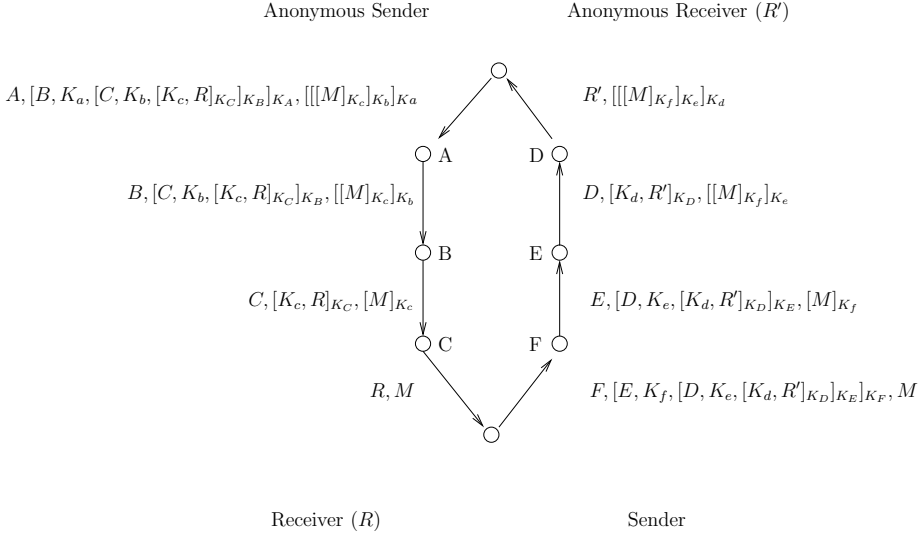 Anonymous Sender
Anonymous Receiver (R′)
A, [B, K_a, [C, K_b, [K_c, R]_{K_C}]_{K_B}]_{K_A}, [[[M]_{K_c}]_{K_b}]_{Ka}
R′, [[[M]_{K_f}]_{K_e}]_{K_d}
A
D
B, [C, K_b, [K_c, R]_{K_C}]_{K_B}, [[M]_{K_c}]_{K_b}
D, [K_d, R′]_{K_D}, [[M]_{K_f}]_{K_e}
B
E
C, [K_c, R]_{K_C}, [M]_{K_c}
E, [D, K_e, [K_d, R′]_{K_D}]_{K_E}, [M]_{K_f}
C
F
R, M
F, [E, K_f, [D, K_e, [K_d, R′]_{K_D}]_{K_E}]_{K_F}, M
Receiver (R)
Sender